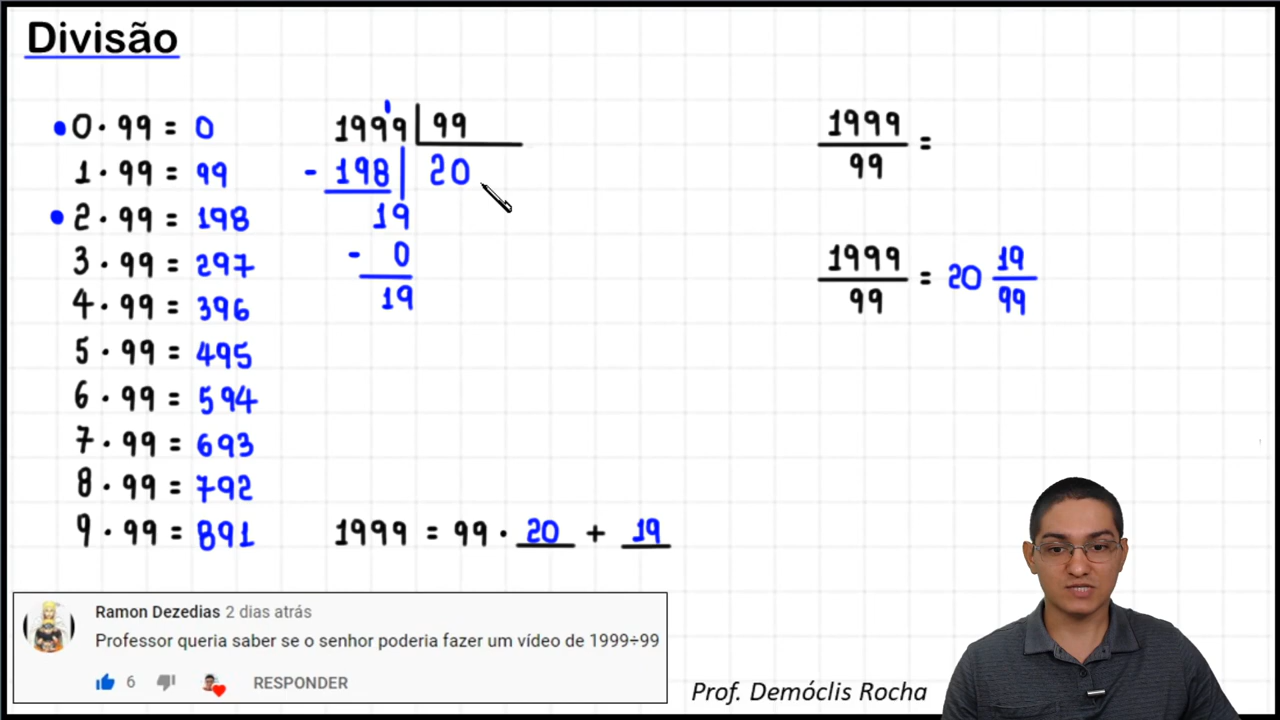 Divisão
0 · 99 = 0
1 · 99 = 99
2 · 99 = 198
3 · 99 = 297
4 · 99 = 396
5 · 99 = 495
6 · 99 = 594
7 · 99 = 693
8 · 99 = 792
9 · 99 = 891
1999 99
- 198 20
19
- 0
19
1999 = 99 · 20 + 19
1999
99 =
1999 19
= 20
99 99
Ramon Dezedias 2 dias atrás
Professor queria saber se o senhor poderia fazer um vídeo de 1999÷99
6 RESPONDER
Prof. Demóclis Rocha